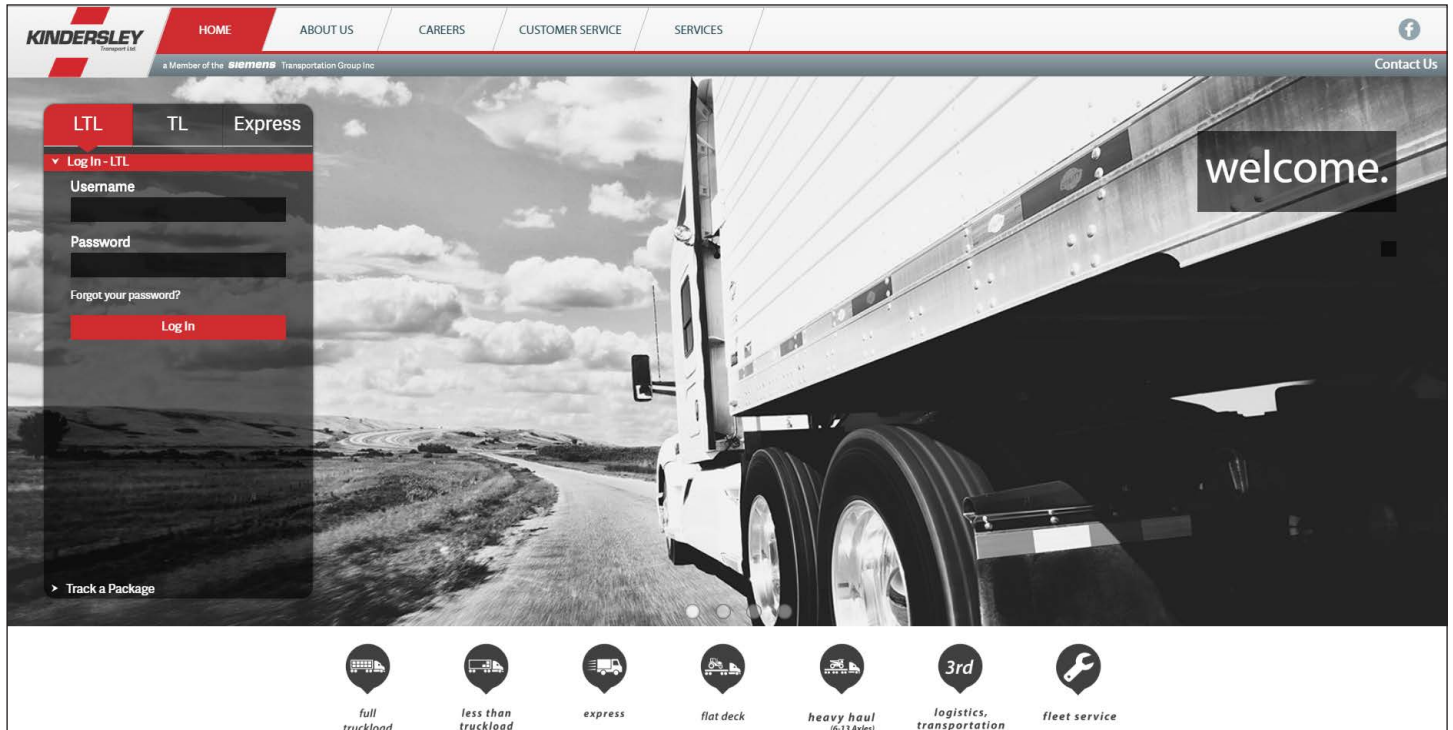 KINDERSLEY
Transport Ltd.
HOME
ABOUT US
CAREERS
CUSTOMER SERVICE
SERVICES
a Member of the siemens Transportation Group Inc
Contact Us
LTL
TL
Express
Log In - LTL
Username
Password
Forgot your password?
Log In
Track a Package
welcome.
full
truckload
less than
truckload
express
flat deck
heavy haul
(6-13 Axles)
3rd
logistics,
transportation
fleet service